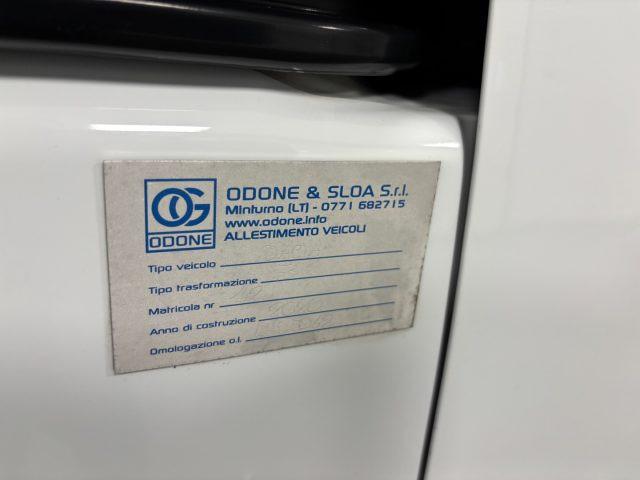 OG
ODONE
ODONE & SLOA S.r.l.
Minturno (LT) - 0771 682715
www.odone.info
ALLESTIMENTO VEICOLI
Tipo veicolo
Tipo trasformazione
Matricola nr
Anno di costruzione
Omologazione o.l.